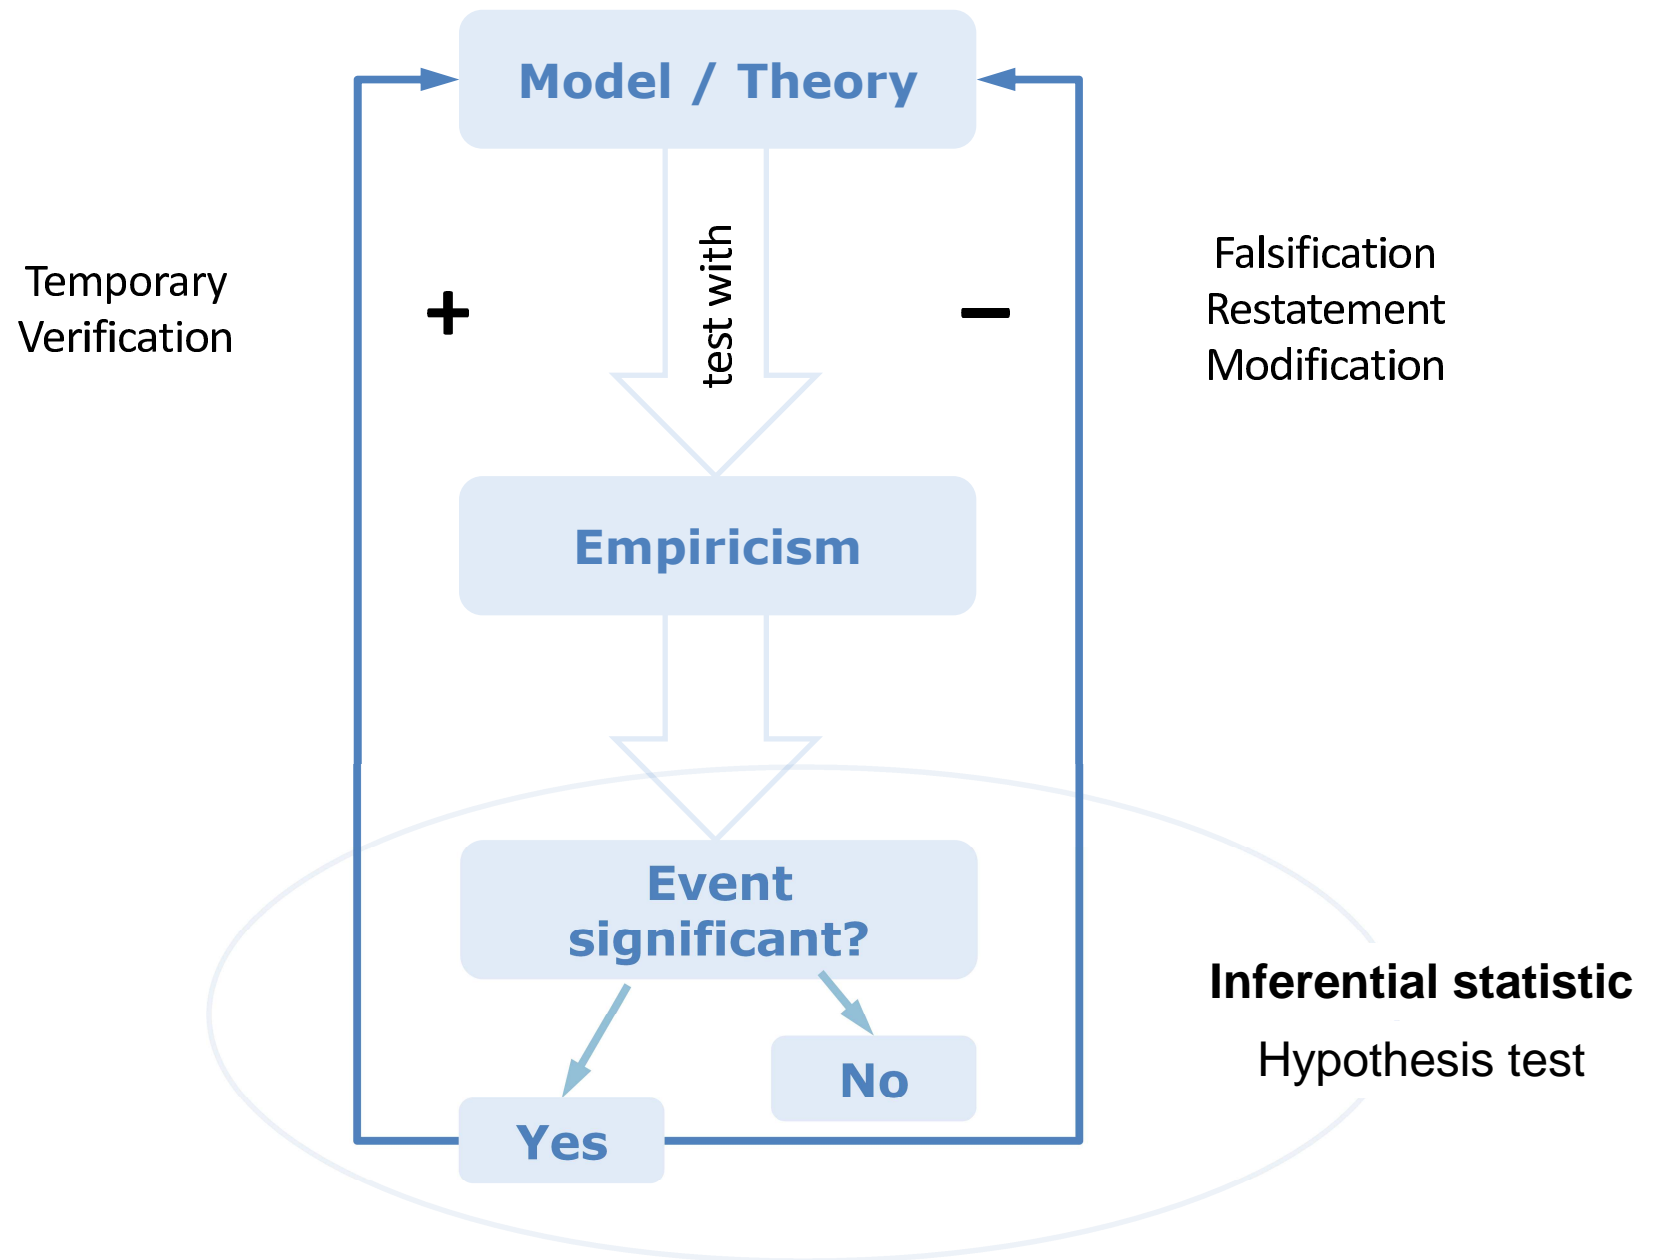 Model / Theory
Temporary
Verification
+
test with
–
Falsification
Restatement
Modification
Empiricism
Event
significant?
Inferential statistic
Hypothesis test
No
Yes